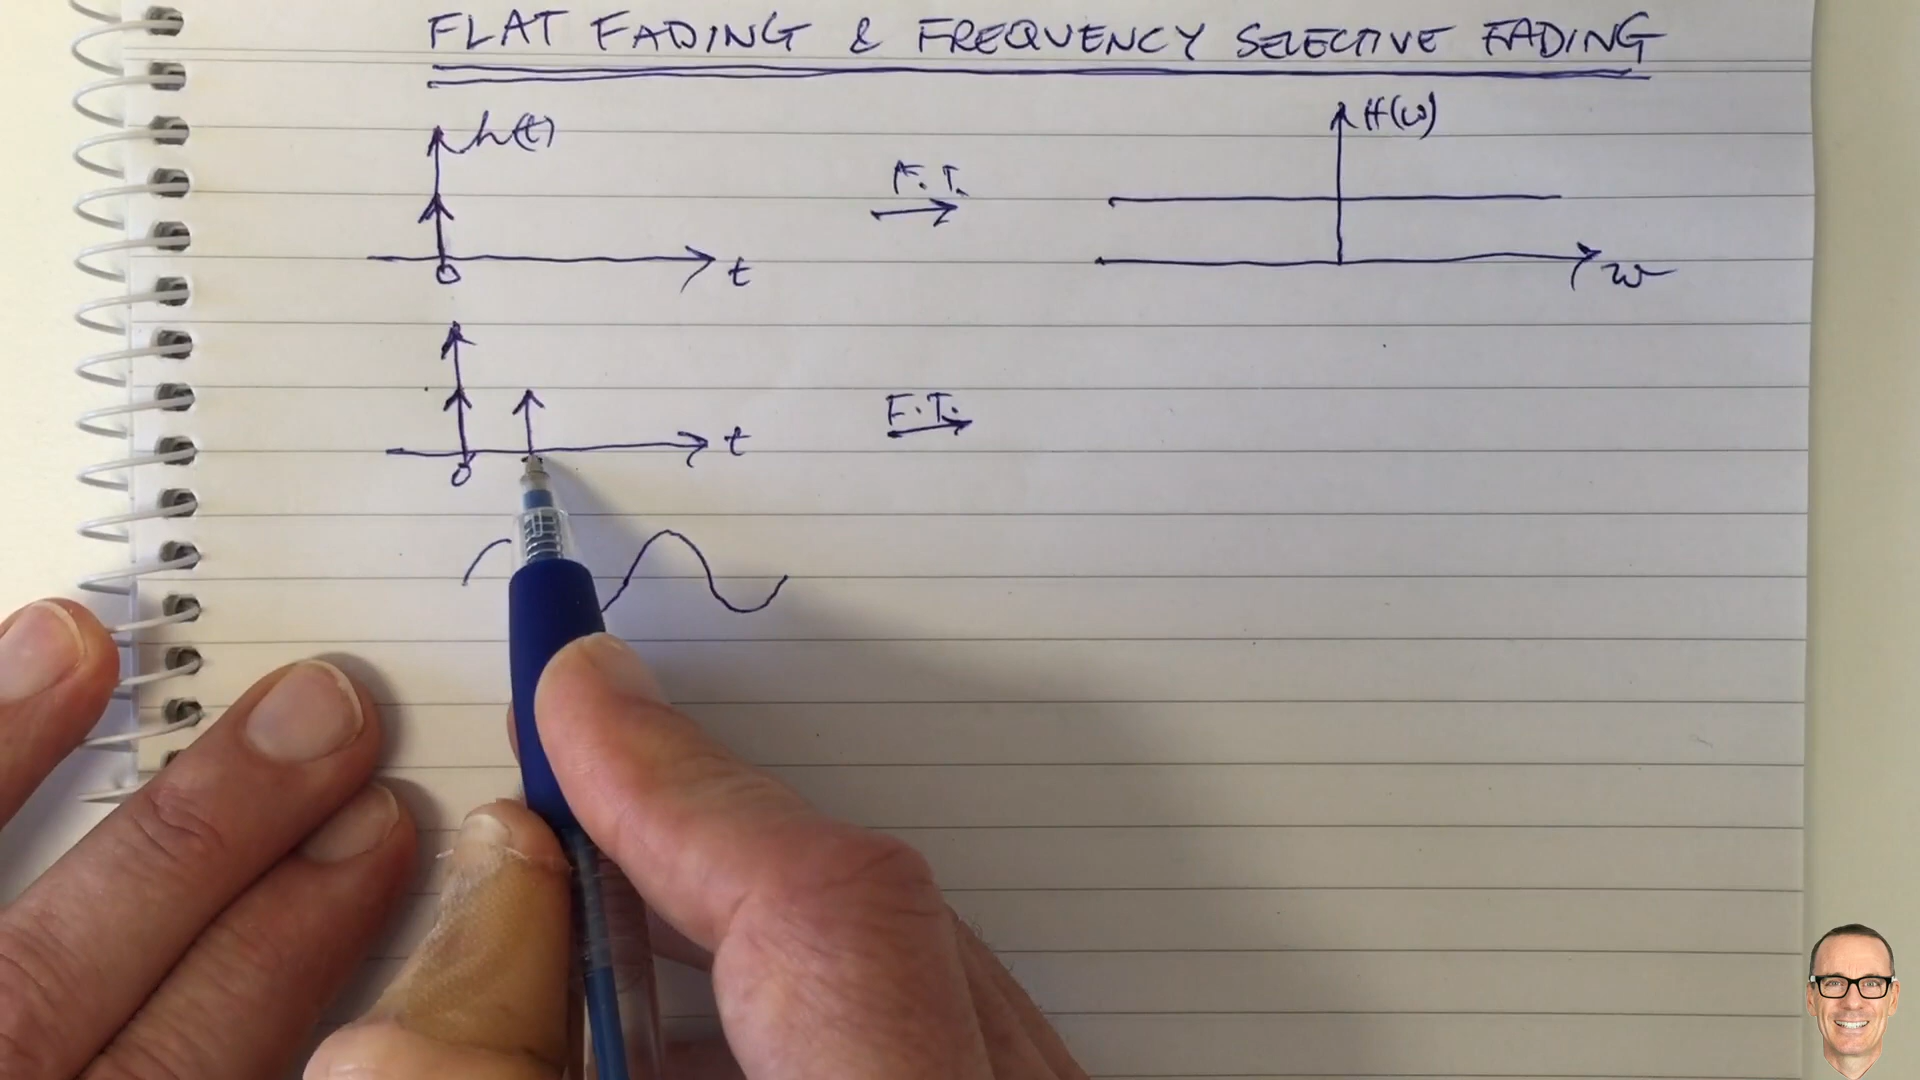 FLAT FADING & FREQUENCY SELECTIVE FADING
h(t)
F.T.
H(ω)
0
t
ω
F.T.
0
t